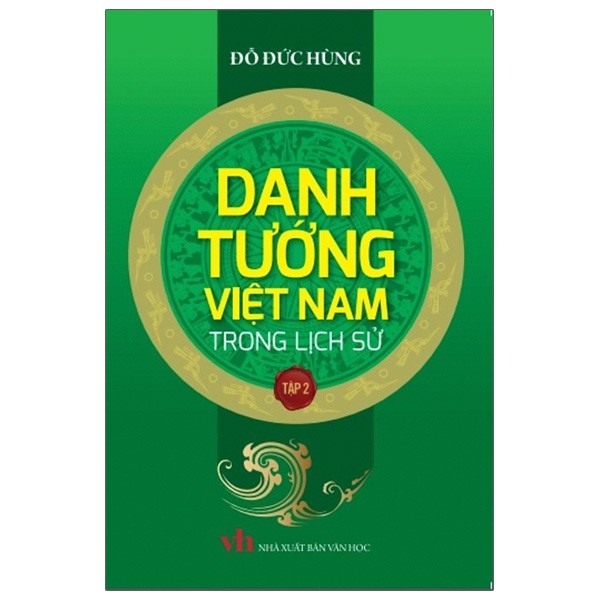 ĐỖ ĐỨC HÙNG
DANH
TƯỚNG
VIỆT NAM
TRONG LỊCH SỬ
TẬP 2
vh NHÀ XUẤT BẢN VĂN HỌC